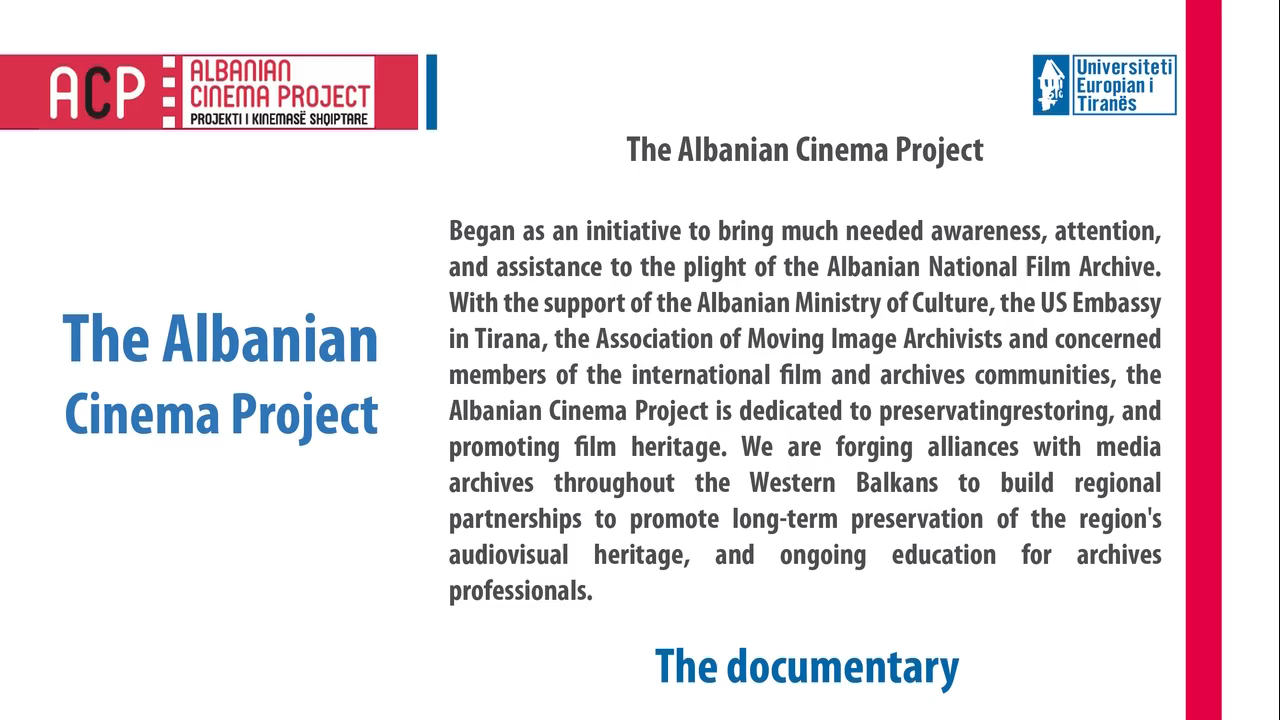 ACP
ALBANIAN
CINEMA PROJECT
PROJEKTI I KINEMASË SHQIPTARE
Universiteti
Europian i
Tiranës
The Albanian Cinema Project
Began as an initiative to bring much needed awareness, attention,
and assistance to the plight of the Albanian National Film Archive.
With the support of the Albanian Ministry of Culture, the US Embassy
in Tirana, the Association of Moving Image Archivists and concerned
members of the international film and archives communities, the
Albanian Cinema Project is dedicated to preservatingrestoring, and
promoting film heritage. We are forging alliances with media
archives throughout the Western Balkans to build regional
partnerships to promote long-term preservation of the region's
audiovisual heritage, and ongoing education for archives
professionals.
The Albanian
Cinema Project
The documentary